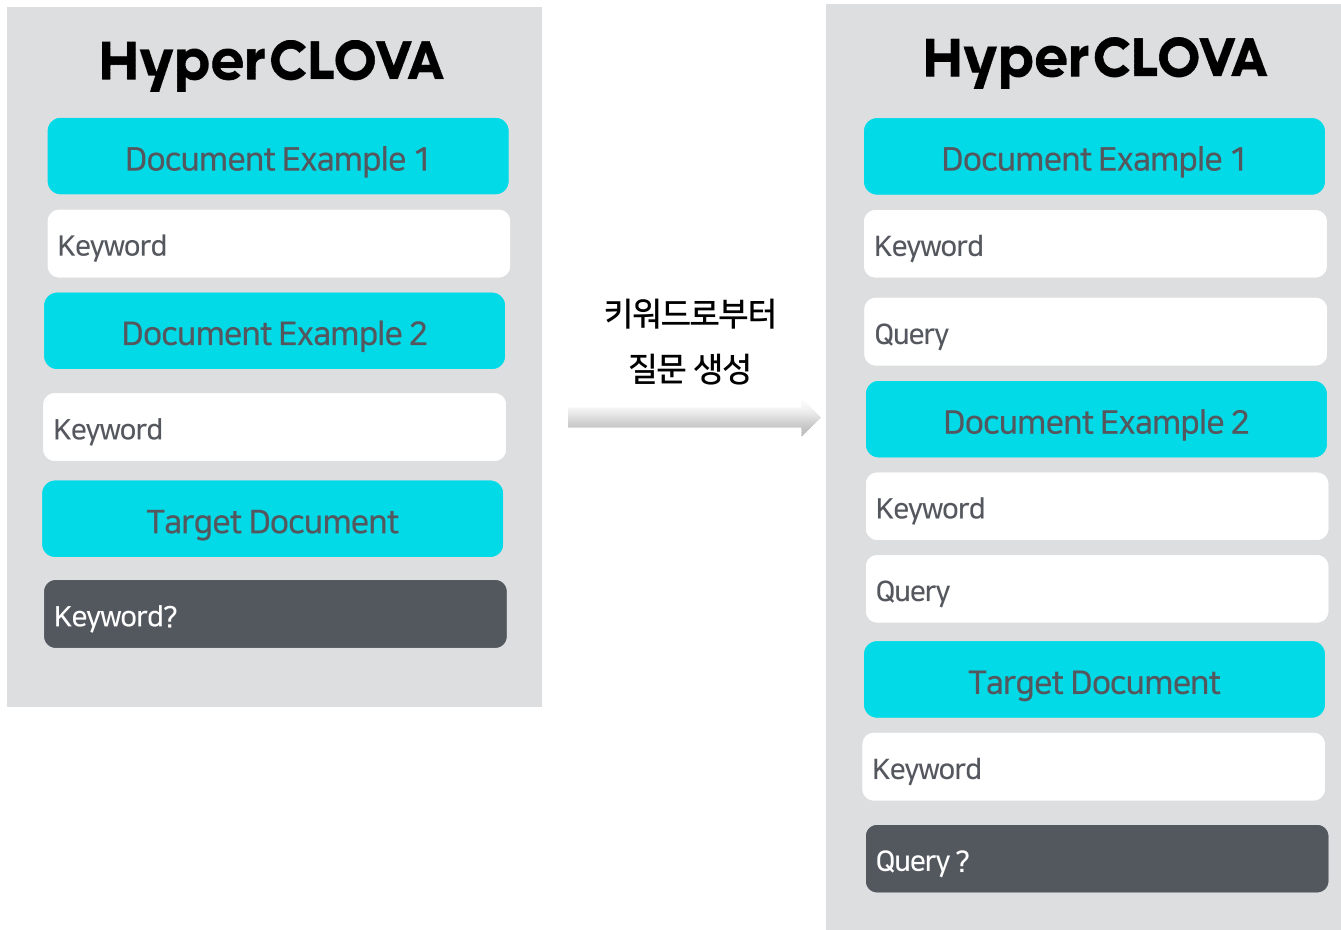 HyperCLOVA
Document Example 1
Keyword
Document Example 2
Keyword
Target Document
Keyword?
키워드로부터
질문 생성
HyperCLOVA
Document Example 1
Keyword
Query
Document Example 2
Keyword
Query
Target Document
Keyword
Query ?